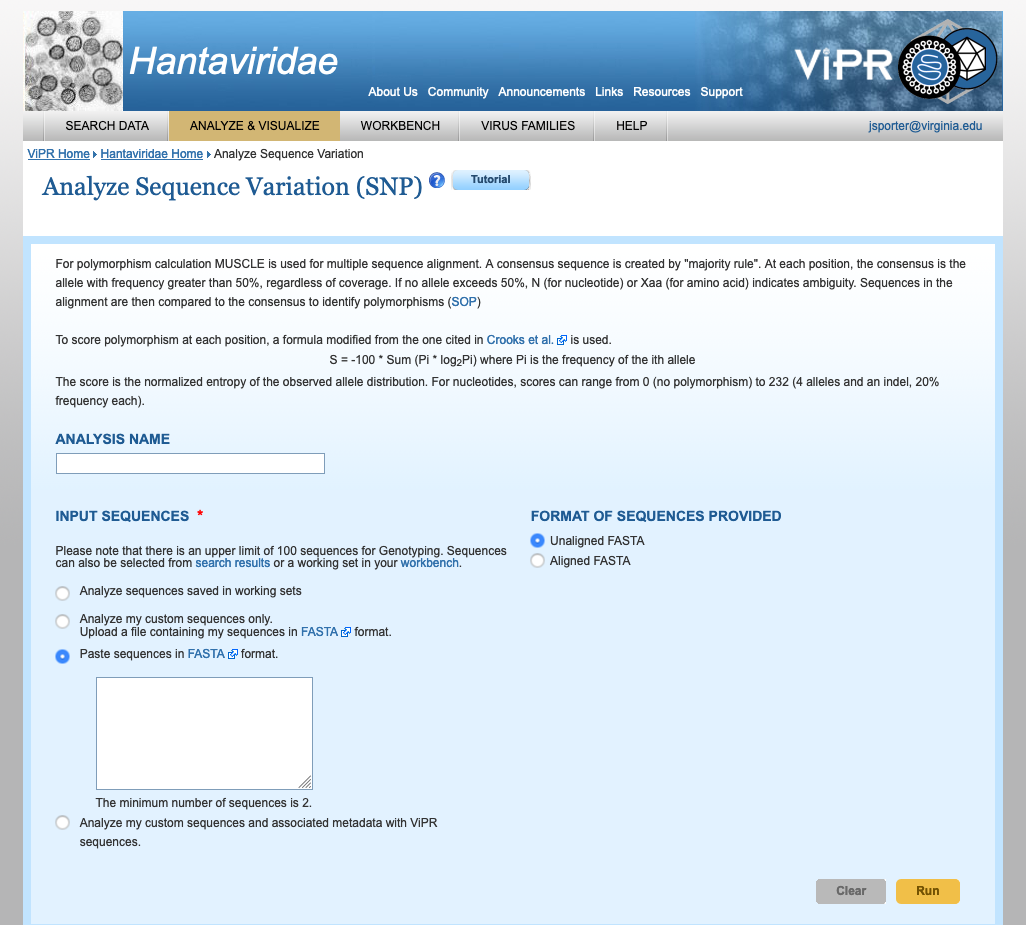 Hantaviridae
ViPR
About Us Community Announcements Links Resources Support
SEARCH DATA ANALYZE & VISUALIZE WORKBENCH VIRUS FAMILIES HELP jsporter@virginia.edu
ViPR Home Hantaviridae Home Analyze Sequence Variation
Analyze Sequence Variation (SNP) ? Tutorial
For polymorphism calculation MUSCLE is used for multiple sequence alignment. A consensus sequence is created by "majority rule". At each position, the consensus is the
allele with frequency greater than 50%, regardless of coverage. If no allele exceeds 50%, N (for nucleotide) or Xaa (for amino acid) indicates ambiguity. Sequences in the
alignment are then compared to the consensus to identify polymorphisms (SOP)
To score polymorphism at each position, a formula modified from the one cited in Crooks et al. is used.
S = -100 * Sum (Pi * log2Pi) where Pi is the frequency of the ith allele
The score is the normalized entropy of the observed allele distribution. For nucleotides, scores can range from 0 (no polymorphism) to 232 (4 alleles and an indel, 20%
frequency each).
ANALYSIS NAME
INPUT SEQUENCES *
Please note that there is an upper limit of 100 sequences for Genotyping. Sequences
can also be selected from search results or a working set in your workbench.
Analyze sequences saved in working sets
Analyze my custom sequences only.
Upload a file containing my sequences in FASTA format.
Paste sequences in FASTA format.
The minimum number of sequences is 2.
Analyze my custom sequences and associated metadata with ViPR
sequences.
FORMAT OF SEQUENCES PROVIDED
Unaligned FASTA
Aligned FASTA
Clear Run